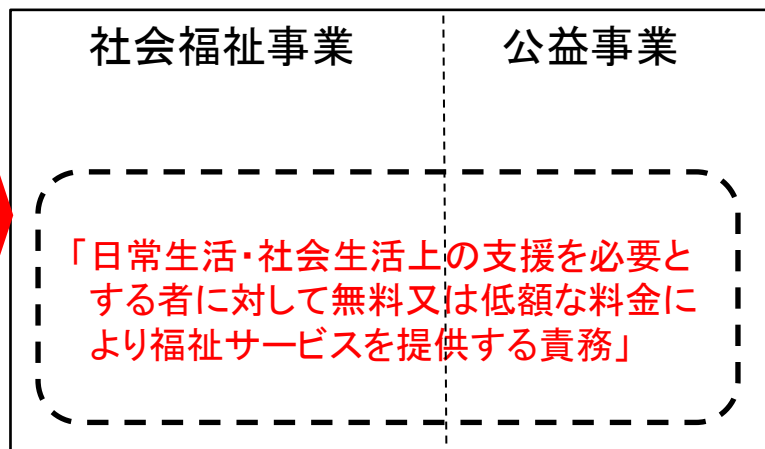 社会福祉事業 公益事業
「日常生活・社会生活上の支援を必要と
する者に対して無料又は低額な料金に
より福祉サービスを提供する責務」